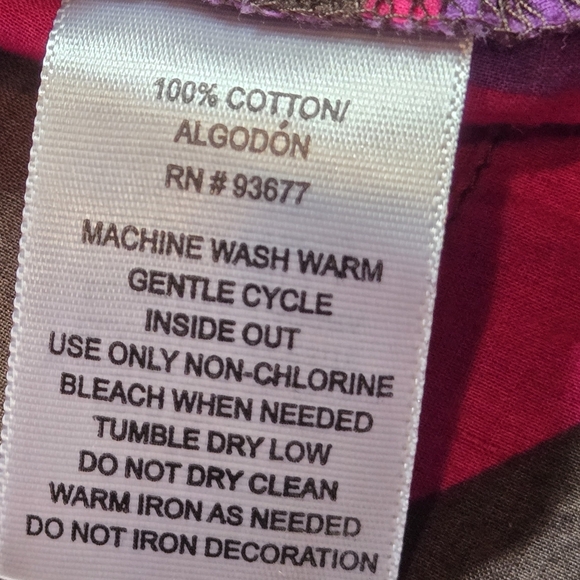 100% COTTON/
ALGODÓN
RN # 93677
MACHINE WASH WARM
GENTLE CYCLE
INSIDE OUT
USE ONLY NON-CHLORINE
BLEACH WHEN NEEDED
TUMBLE DRY LOW
DO NOT DRY CLEAN
WARM IRON AS NEEDED
DO NOT IRON DECORATION